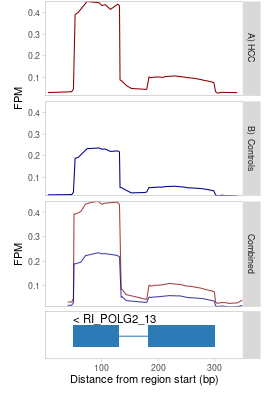 0.4
0.3
0.2
0.1
FPM
A) HCC
0.4
0.3
0.2
0.1
B) Controls
0.4
0.3
0.2
0.1
FPM
Combined
< RI_POLG2_13
0
100
200
300
Distance from region start (bp)